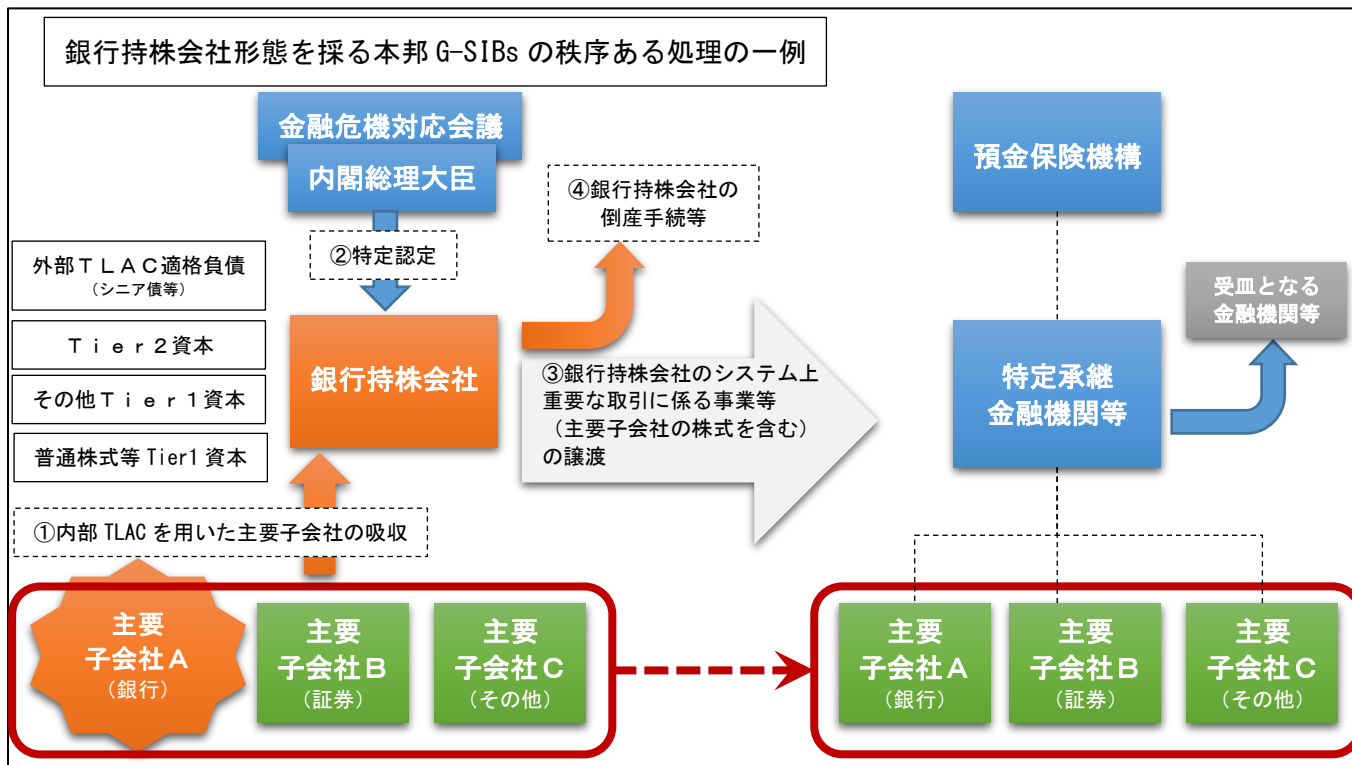 銀行持株会社形態を採る本邦 G-SIBs の秩序ある処理の一例
金融危機対応会議
内閣総理大臣
②特定認定
④銀行持株会社の
倒産手続等
預金保険機構
外部ＴＬＡＣ適格負債
（シニア債等）
Ｔｉｅｒ２資本
その他Ｔｉｅｒ１資本
普通株式等 Tier1 資本
銀行持株会社
③銀行持株会社のシステム上
重要な取引に係る事業等
（主要子会社の株式を含む）
の譲渡
特定承継
金融機関等
受皿となる
金融機関等
①内部 TLAC を用いた主要子会社の吸収
主要
子会社Ａ
（銀行）
主要
子会社Ｂ
（証券）
主要
子会社Ｃ
（その他）
主要
子会社Ａ
（銀行）
主要
子会社Ｂ
（証券）
主要
子会社Ｃ
（その他）